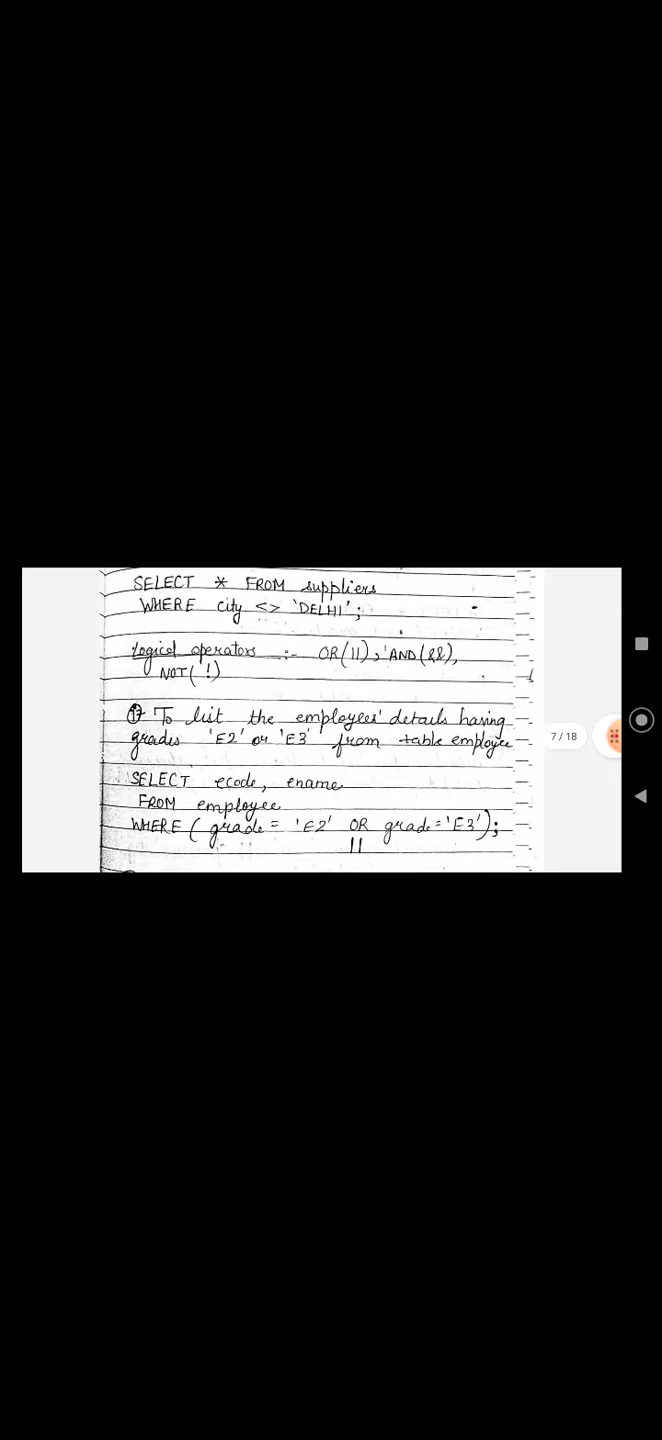 SELECT * FROM suppliers
WHERE city <> 'DELHI';
Logical operators :- OR(||), 'AND(&&),
NOT(!)
⑰ To list the employees' details having
grades 'E2' or 'E3' from table employee
SELECT ecode, ename
FROM employee
WHERE (grade = 'E2' OR grade = 'E3');
||
7 / 18